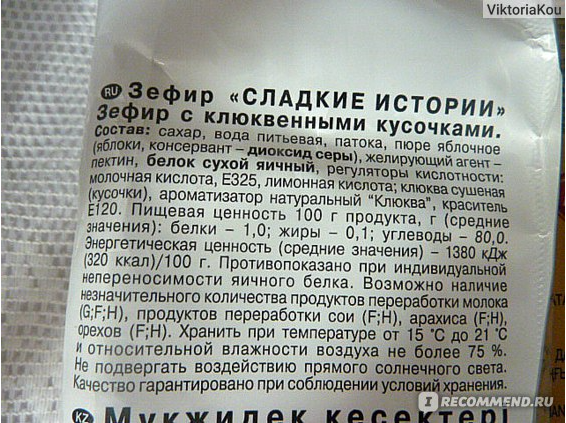 ViktoriaKou
RU Зефир «СЛАДКИЕ ИСТОРИИ»
Зефир с клюквенными кусочками.
Состав: сахар, вода питьевая, патока, пюре яблочное
(яблоки, консервант – диоксид серы), желирующий агент –
пектин, белок сухой яичный, регуляторы кислотности:
молочная кислота, Е325, лимонная кислота; клюква сушеная
(кусочки), ароматизатор натуральный "Клюква", краситель
Е120. Пищевая ценность 100 г продукта, г (средние
значения): белки – 1,0; жиры – 0,1; углеводы – 80,0.
Энергетическая ценность (средние значения) – 1380 кДж
(320 ккал)/100 г. Противопоказано при индивидуальной
непереносимости яичного белка. Возможно наличие
незначительного количества продуктов переработки молока
(G;F;H), продуктов переработки сои (F;H), арахиса (F;H),
орехов (F;H). Хранить при температуре от 15 °С до 21 °С
и относительной влажности воздуха не более 75 %.
Не подвергать воздействию прямого солнечного света.
Качество гарантировано при соблюдении условий хранения.
KZ Мүкжидек кесектері
I RECOMMEND.RU